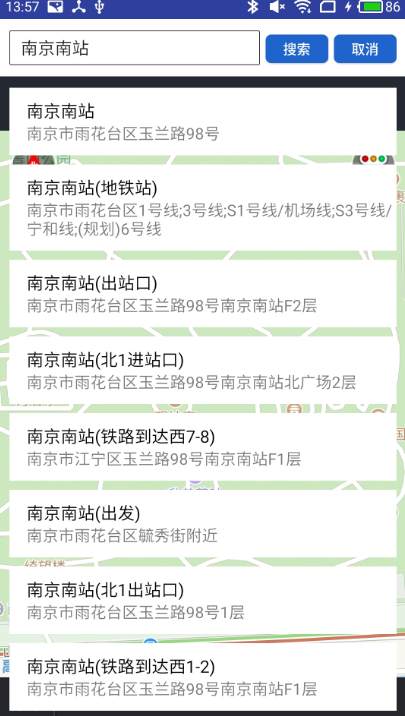 13:57
86
南京南站
搜索
取消
南京南站
南京市雨花台区玉兰路98号
南京南站(地铁站)
南京市雨花台区1号线;3号线;S1号线/机场线;S3号线/
宁和线;(规划)6号线
南京南站(出站口)
南京市雨花台区玉兰路98号南京南站F2层
南京南站(北1进站口)
南京市雨花台区玉兰路98号南京南站北广场2层
南京南站(铁路到达西7-8)
南京市江宁区玉兰路98号南京南站F1层
南京南站(出发)
南京市雨花台区毓秀街附近
南京南站(北1出站口)
南京市雨花台区玉兰路98号1层
南京南站(铁路到达西1-2)
南京市雨花台区玉兰路98号南京南站F1层